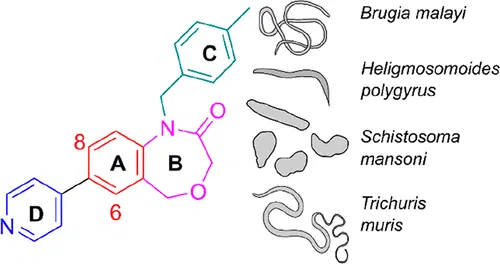 C
Brugia malayi
N
O
8
A
B
O
6
D
N
Heligmosomoides
polygyrus
Schistosoma
mansoni
Trichuris
muris